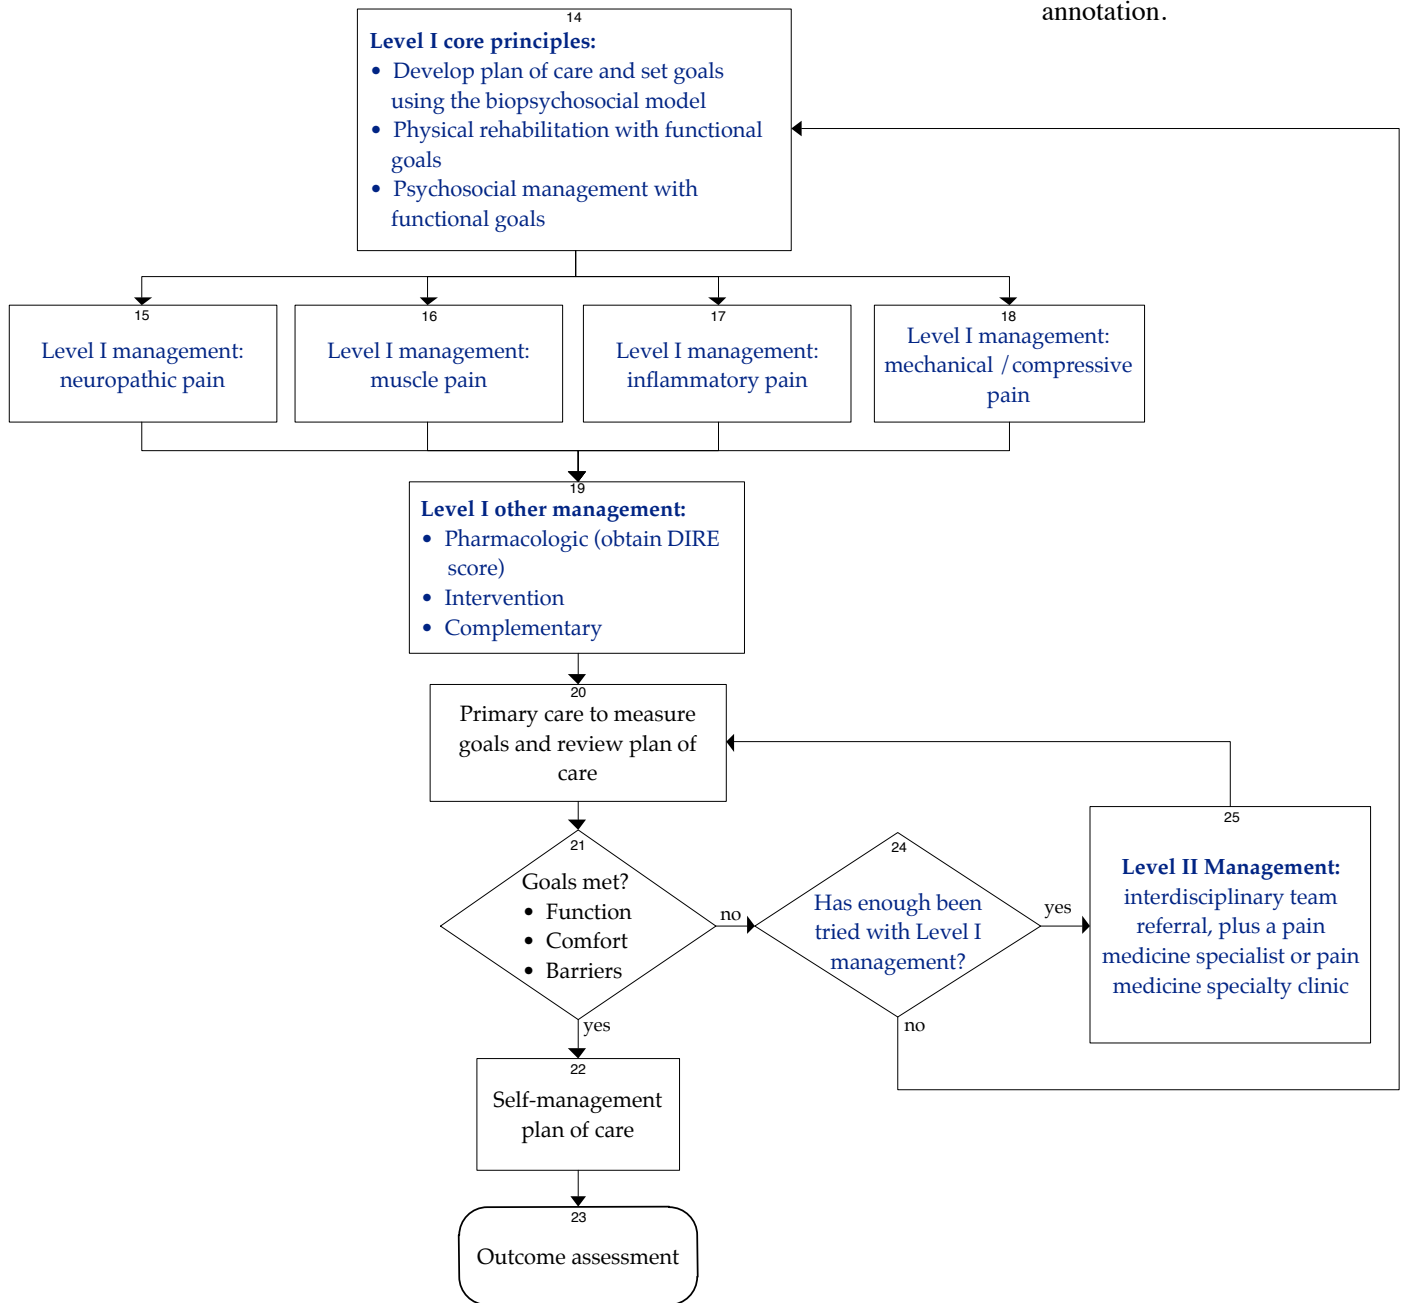 annotation.
14
Level I core principles:
• Develop plan of care and set goals
using the biopsychosocial model
• Physical rehabilitation with functional
goals
• Psychosocial management with
functional goals
15
Level I management:
neuropathic pain
16
Level I management:
muscle pain
17
Level I management:
inflammatory pain
18
Level I management:
mechanical /compressive
pain
19
Level I other management:
• Pharmacologic (obtain DIRE
score)
• Intervention
• Complementary
20
Primary care to measure
goals and review plan of
care
21
Goals met?
• Function
• Comfort
• Barriers
no
yes
24
Has enough been
tried with Level I
management?
yes
no
25
Level II Management:
interdisciplinary team
referral, plus a pain
medicine specialist or pain
medicine specialty clinic
22
Self-management
plan of care
23
Outcome assessment